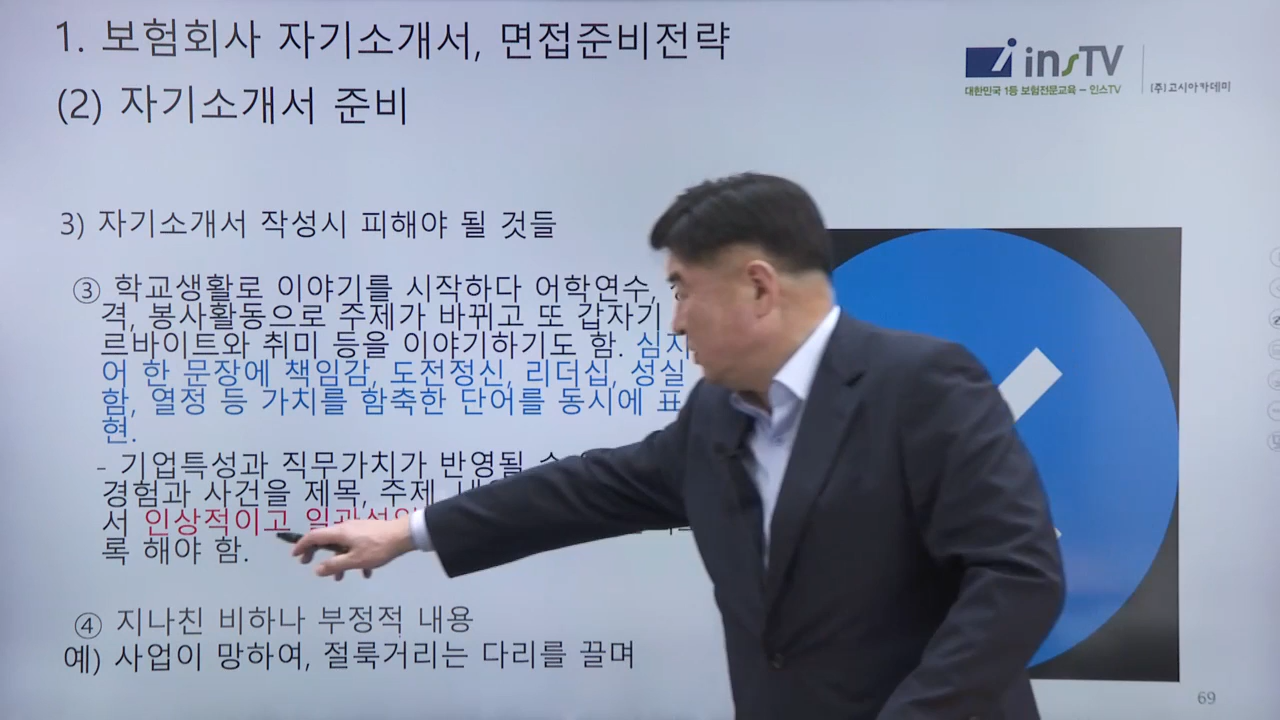 1. 보험회사 자기소개서, 면접준비전략
insTV
대한민국 1등 보험전문교육 - 인스TV
[주]고시아카데미
(2) 자기소개서 준비
3) 자기소개서 작성시 피해야 될 것들
③ 학교생활로 이야기를 시작하다 어학연수,
격, 봉사활동으로 주제가 바뀌고 또 갑자기
르바이트와 취미 등을 이야기하기도 함. 심지
어 한 문장에 책임감, 도전정신, 리더십, 성실
함, 열정 등 가치를 함축한 단어를 동시에 표
현.
- 기업특성과 직무가치가 반영될 수
경험과 사건을 제목, 주제,
서 인상적이고
록 해야 함.
④ 지나친 비하나 부정적 내용
예) 사업이 망하여, 절룩거리는 다리를 끌며
69